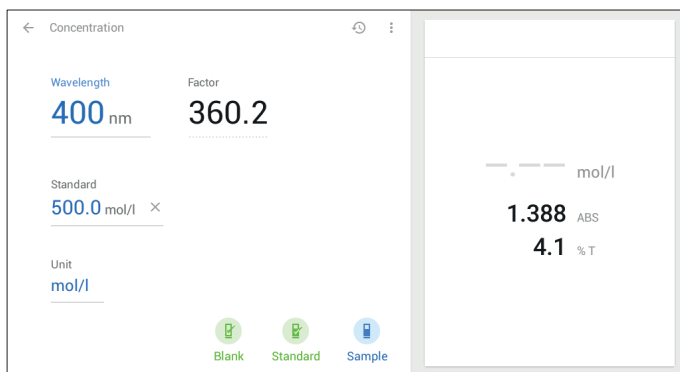 Concentration
Wavelength
400 nm
Factor
360.2
Standard
500.0 mol/l
Unit
mol/l
Blank
Standard
Sample
-.-- mol/l
1.388 ABS
4.1 % T